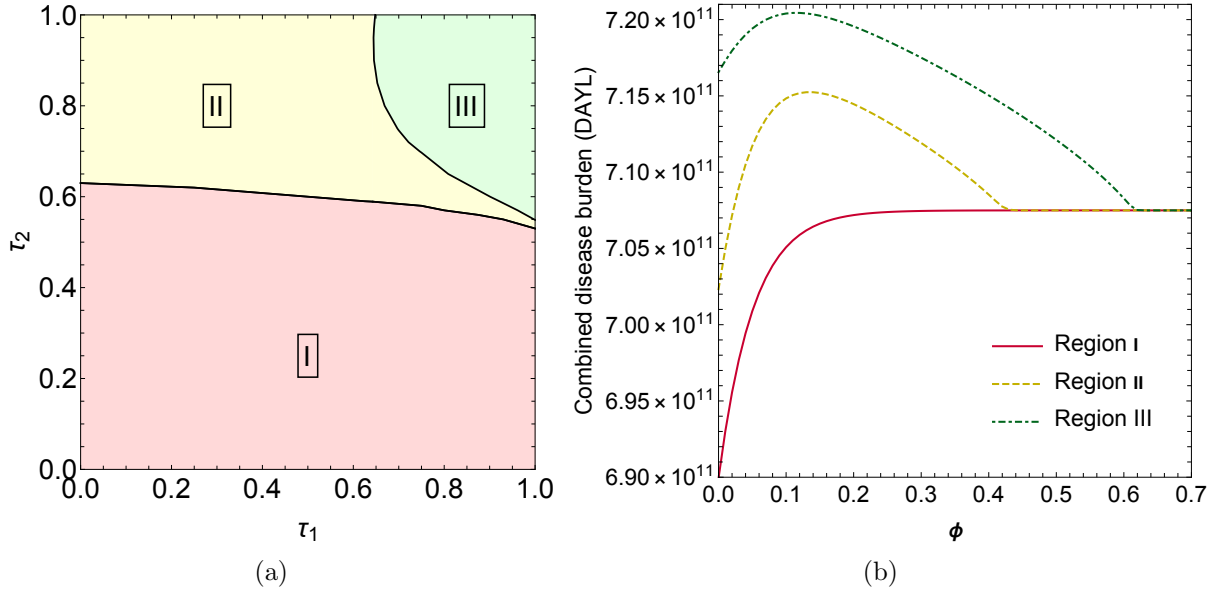 1.0
0.8
0.6
0.4
0.2
0.0
τ2
0.0 0.2 0.4 0.6 0.8 1.0
τ1
I
II
III
(a)
Combined disease burden (DAYL)
7.20 × 10^11
7.15 × 10^11
7.10 × 10^11
7.05 × 10^11
7.00 × 10^11
6.95 × 10^11
6.90 × 10^11
0.0 0.1 0.2 0.3 0.4 0.5 0.6 0.7
ϕ
Region I
Region II
Region III
(b)